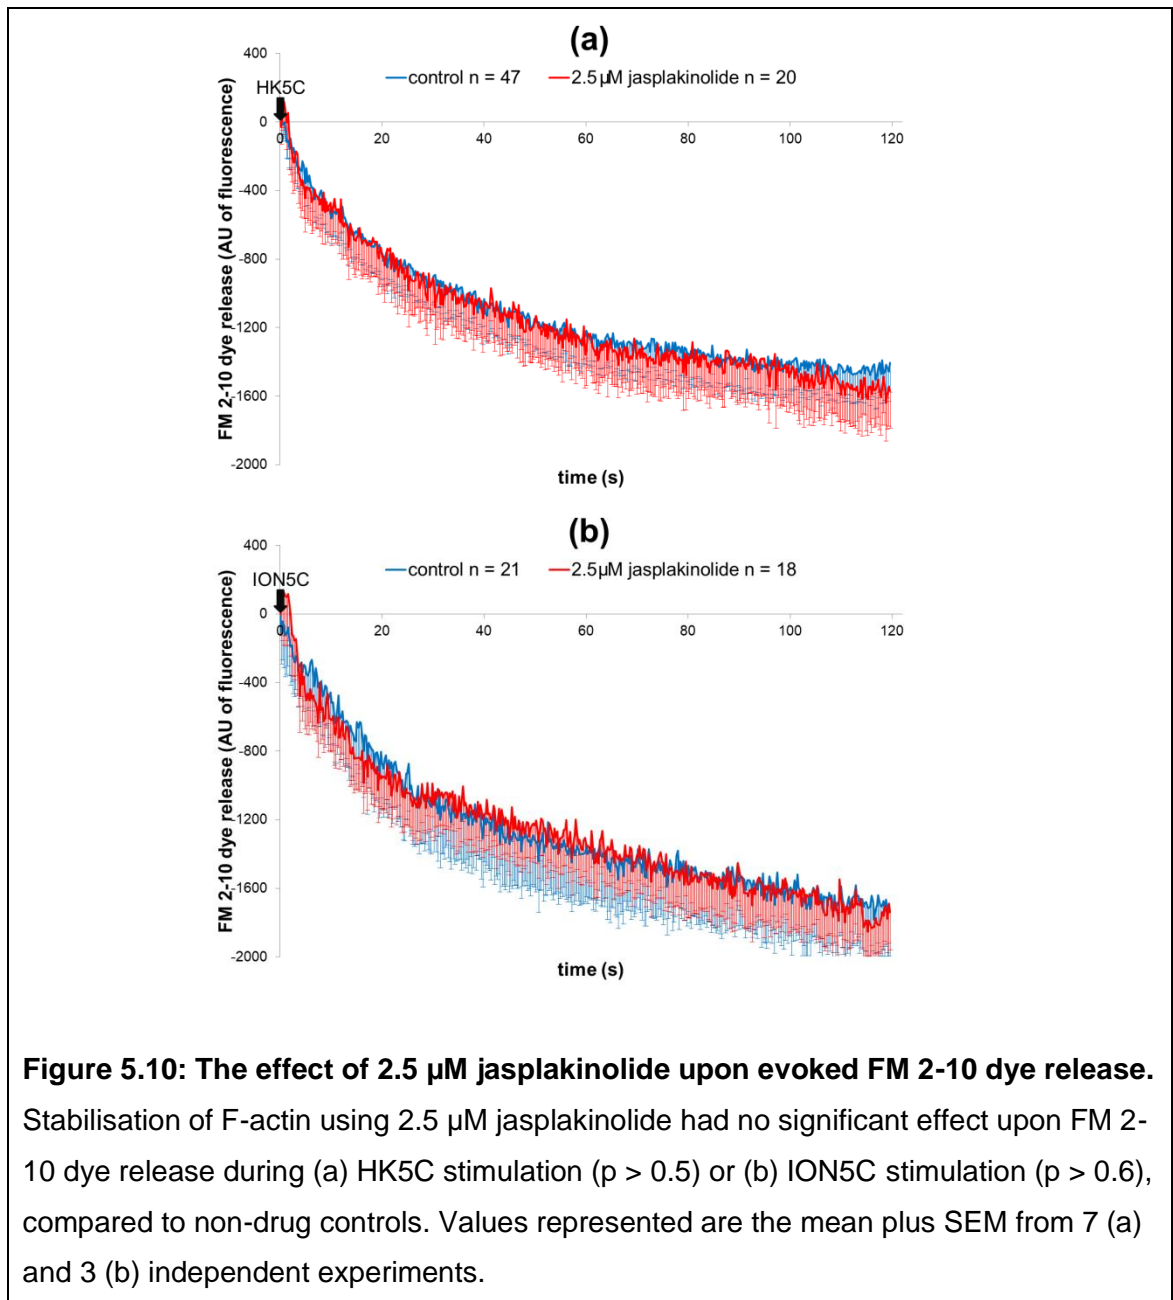 (a)
400
control n = 47 2.5µM jasplakinolide n = 20
HK5C
0
0 20 40 60 80 100 120
-400
-800
-1200
-1600
-2000
FM 2-10 dye release (AU of fluorescence)
time (s)
(b)
400
control n = 21 2.5µM jasplakinolide n = 18
ION5C
0
0 20 40 60 80 100 120
-400
-800
-1200
-1600
-2000
FM 2-10 dye release (AU of fluorescence)
time (s)
Figure 5.10: The effect of 2.5 µM jasplakinolide upon evoked FM 2-10 dye release.
Stabilisation of F-actin using 2.5 µM jasplakinolide had no significant effect upon FM 2-
10 dye release during (a) HK5C stimulation (p > 0.5) or (b) ION5C stimulation (p > 0.6),
compared to non-drug controls. Values represented are the mean plus SEM from 7 (a)
and 3 (b) independent experiments.